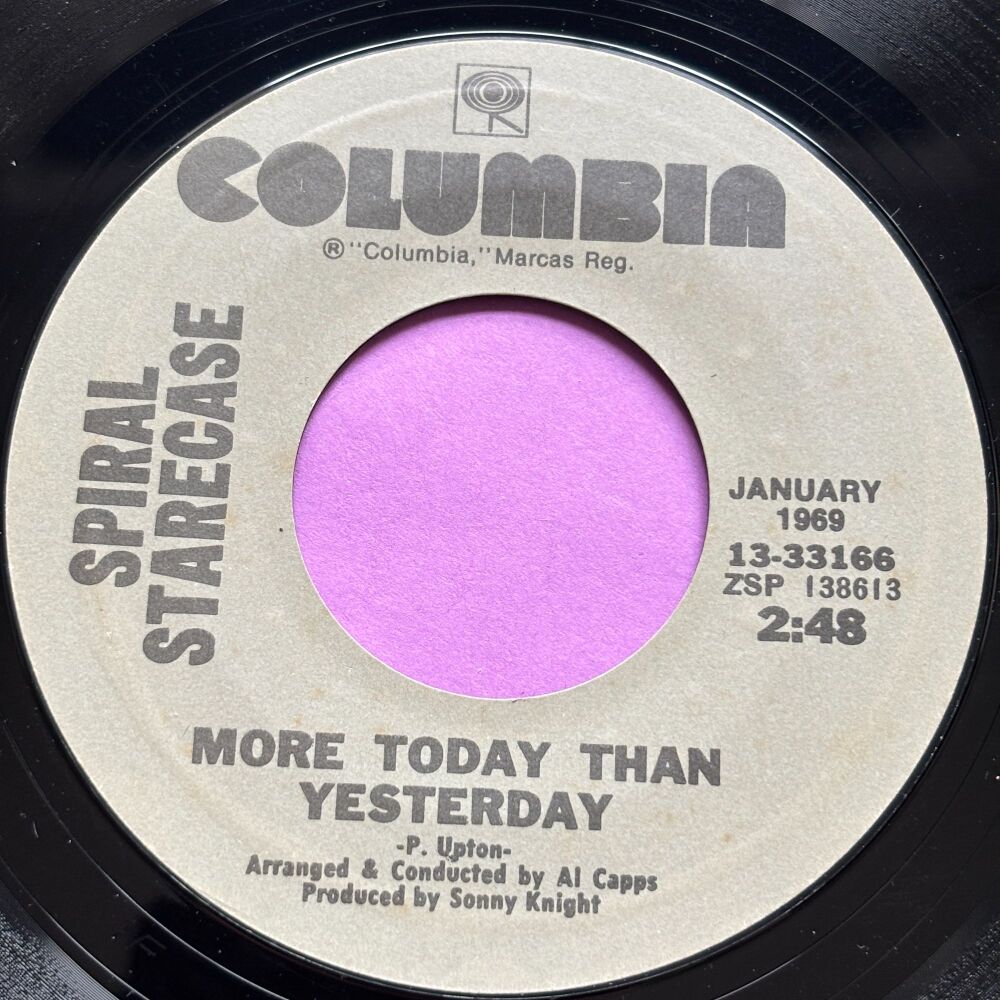 COLUMBIA
® "Columbia," Marcas Reg.
SPIRAL
STARECASE
JANUARY
1969
13-33166
ZSP 138613
2:48
MORE TODAY THAN
YESTERDAY
-P. Upton-
Arranged & Conducted by Al Capps
Produced by Sonny Knight